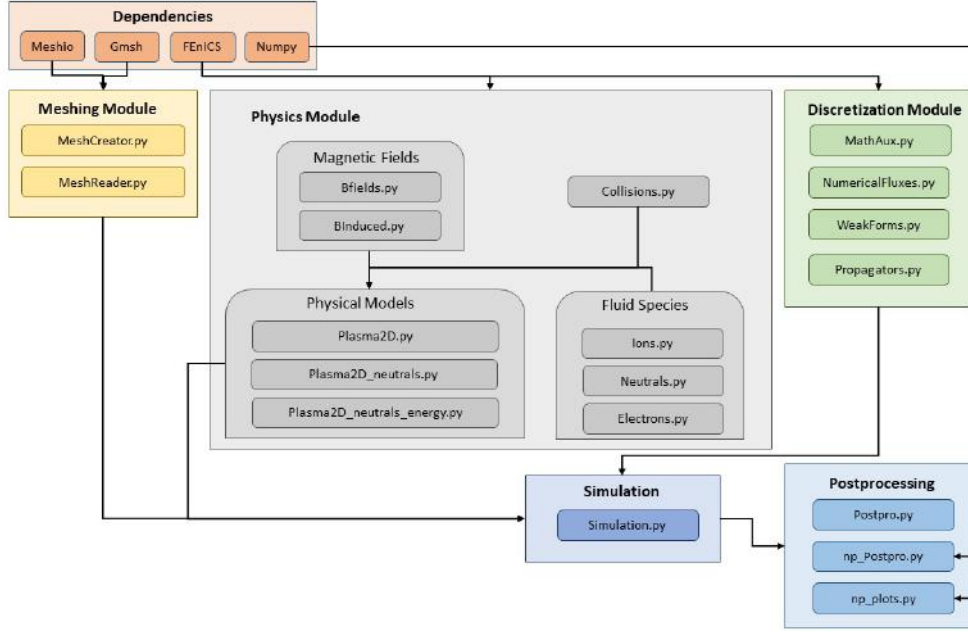 Dependencies
Meshio
Gmsh
FEniCS
Numpy
Meshing Module
MeshCreator.py
MeshReader.py
Physics Module
Magnetic Fields
Bfields.py
BInduced.py
Collisions.py
Physical Models
Plasma2D.py
Plasma2D_neutrals.py
Plasma2D_neutrals_energy.py
Fluid Species
Ions.py
Neutrals.py
Electrons.py
Discretization Module
MathAux.py
NumericalFluxes.py
WeakForms.py
Propagators.py
Simulation
Simulation.py
Postprocessing
Postpro.py
np_Postpro.py
np_plots.py